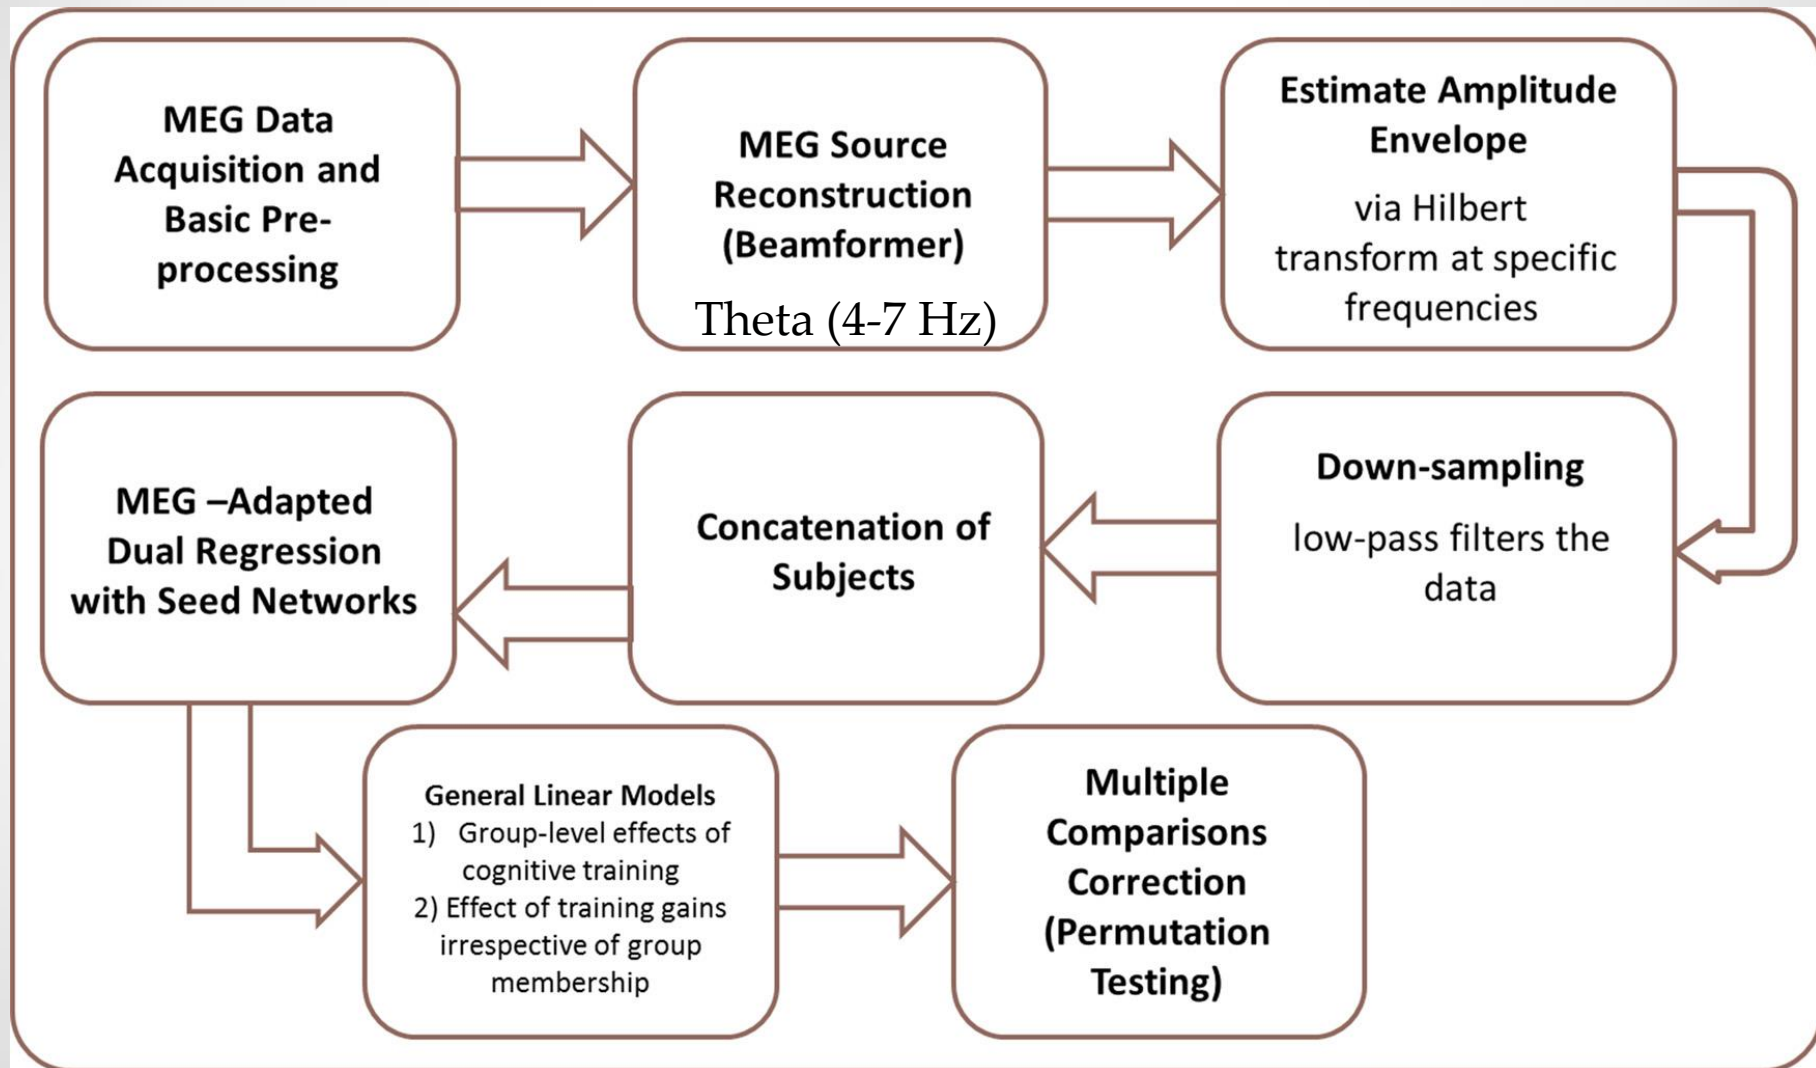 MEG Data
Acquisition and
Basic Pre-
processing
MEG Source
Reconstruction
(Beamformer)
Theta (4-7 Hz)
Estimate Amplitude
Envelope
via Hilbert
transform at specific
frequencies
Down-sampling
low-pass filters the
data
Concatenation of
Subjects
MEG –Adapted
Dual Regression
with Seed Networks
General Linear Models
1) Group-level effects of
cognitive training
2) Effect of training gains
irrespective of group
membership
Multiple
Comparisons
Correction
(Permutation
Testing)